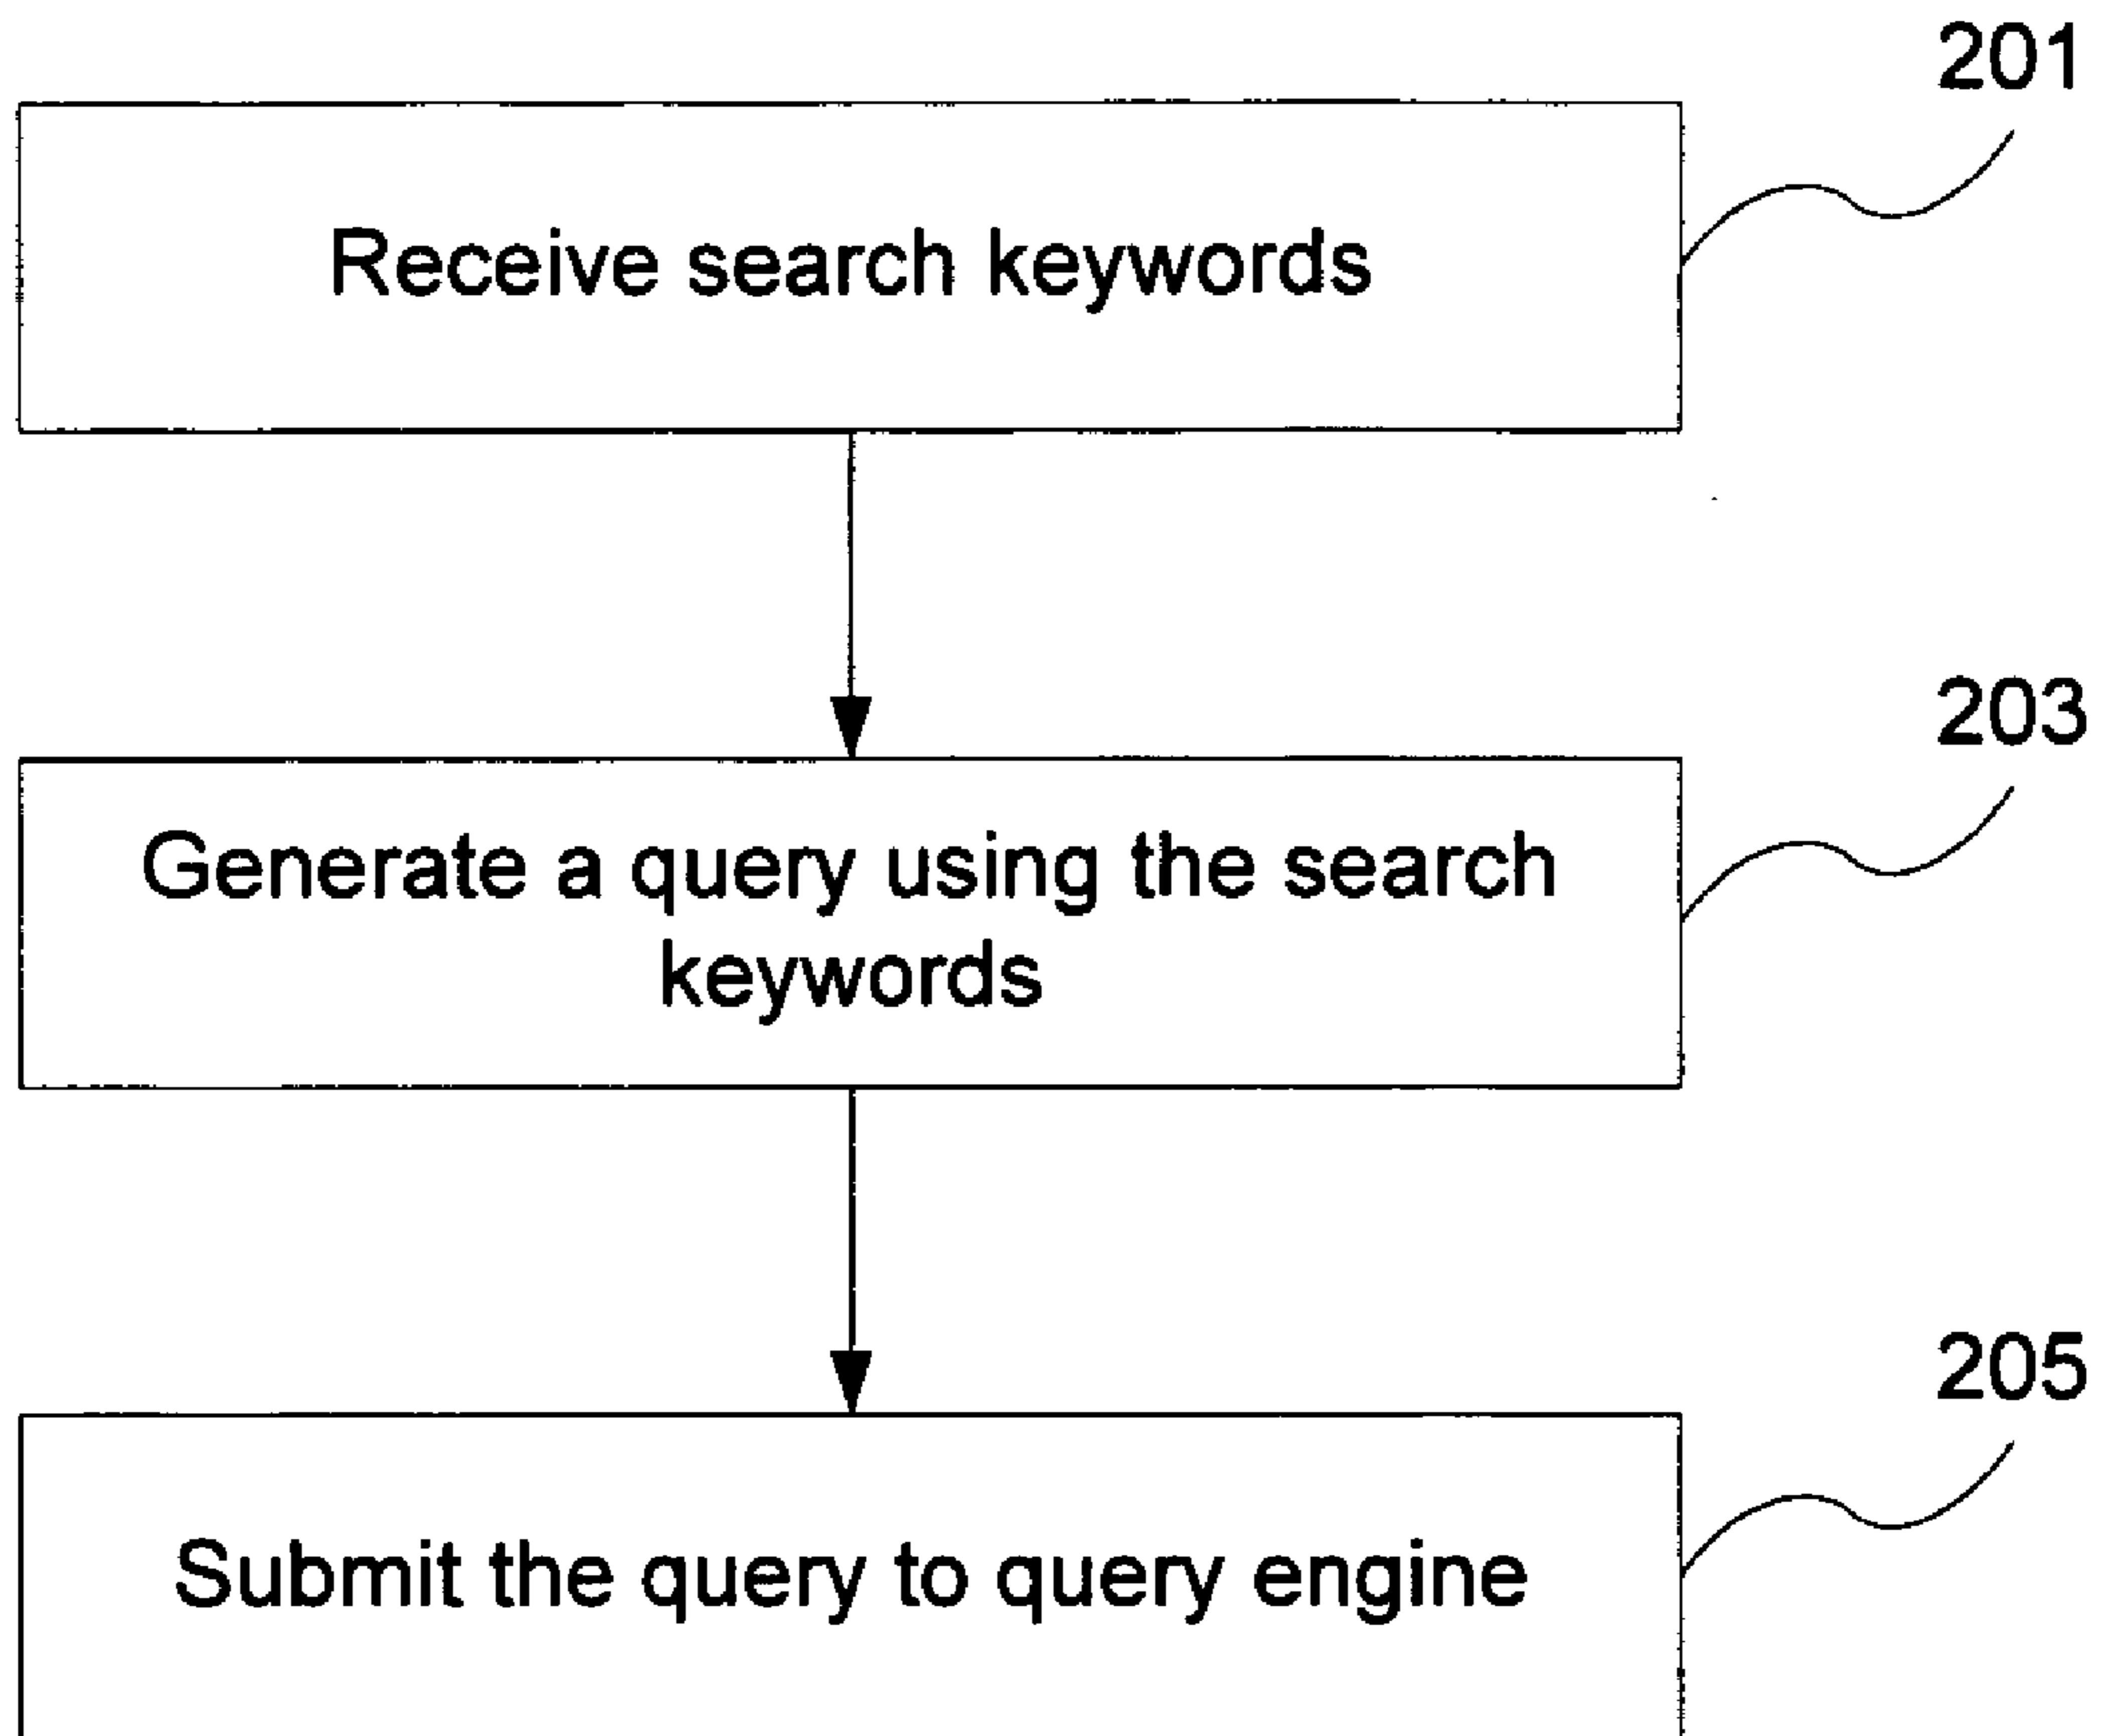 201
Receive search keywords
203
Generate a query using the search
keywords
205
Submit the query to query engine